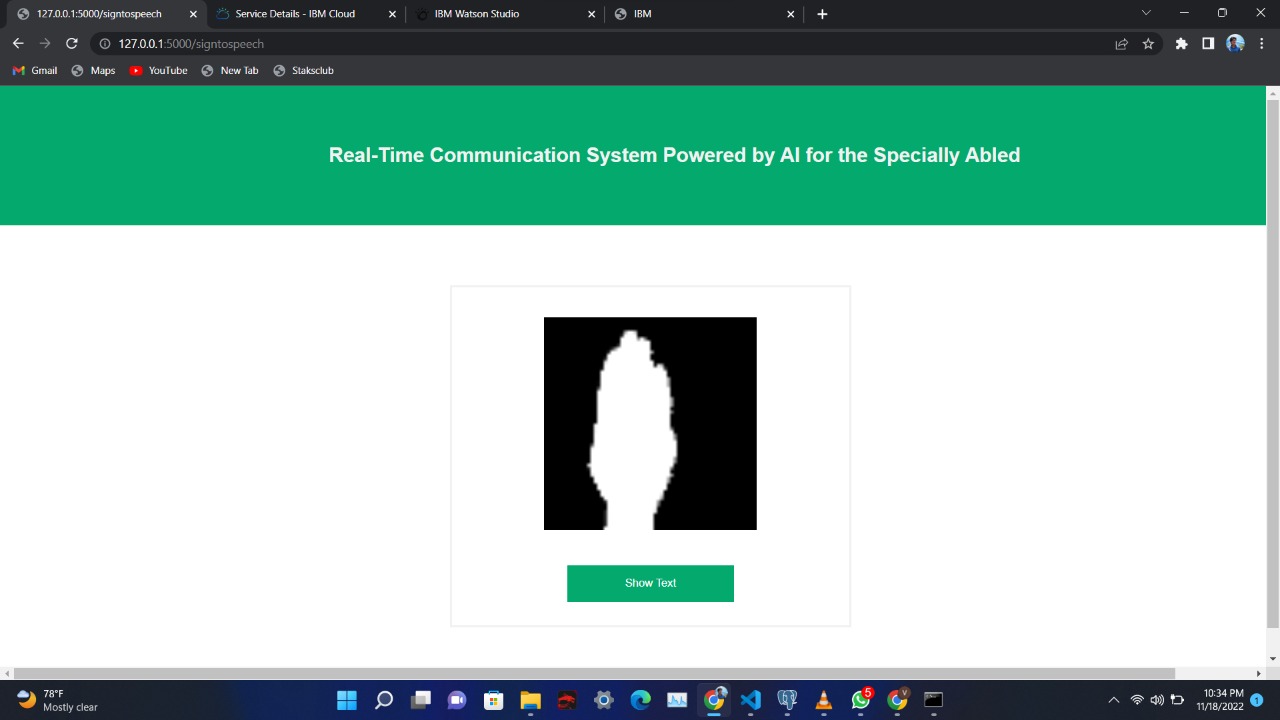 127.0.0.1:5000/signtospeech
Service Details - IBM Cloud
IBM Watson Studio
IBM
127.0.0.1:5000/signtospeech
Gmail
Maps
YouTube
New Tab
Staksclub
Real-Time Communication System Powered by AI for the Specially Abled
Show Text
78°F
Mostly clear
5
V
10:34 PM
11/18/2022
1